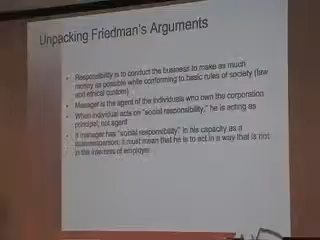 Unpacking Friedman's Arguments
• Responsibility is to conduct the business to make as much
money as possible while conforming to basic rules of society (law
and ethical custom)
• Manager is the agent of the individuals who own the corporation
• When individual acts on "social responsibility," he is acting as
principal, not agent
• If manager has "social responsibility" in his capacity as a
businessperson, it must mean that he is to act in a way that is not
in the interests of employer.